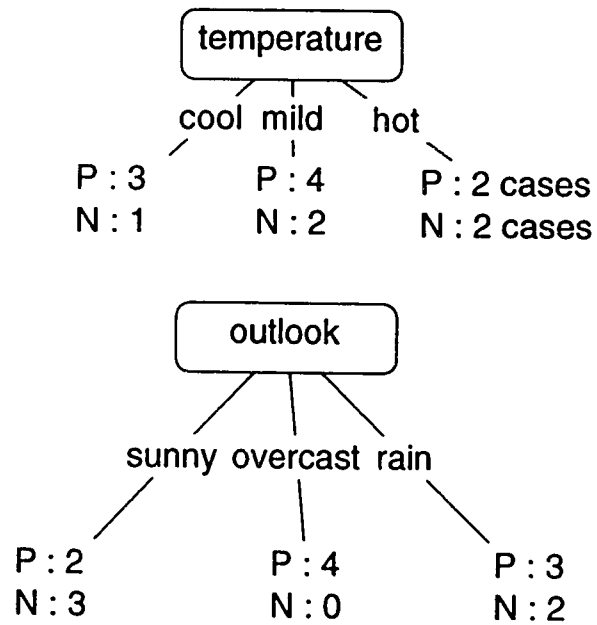 temperature
cool mild hot
P : 3 P : 4 P : 2 cases
N : 1 N : 2 N : 2 cases
outlook
sunny overcast rain
P : 2 P : 4 P : 3
N : 3 N : 0 N : 2